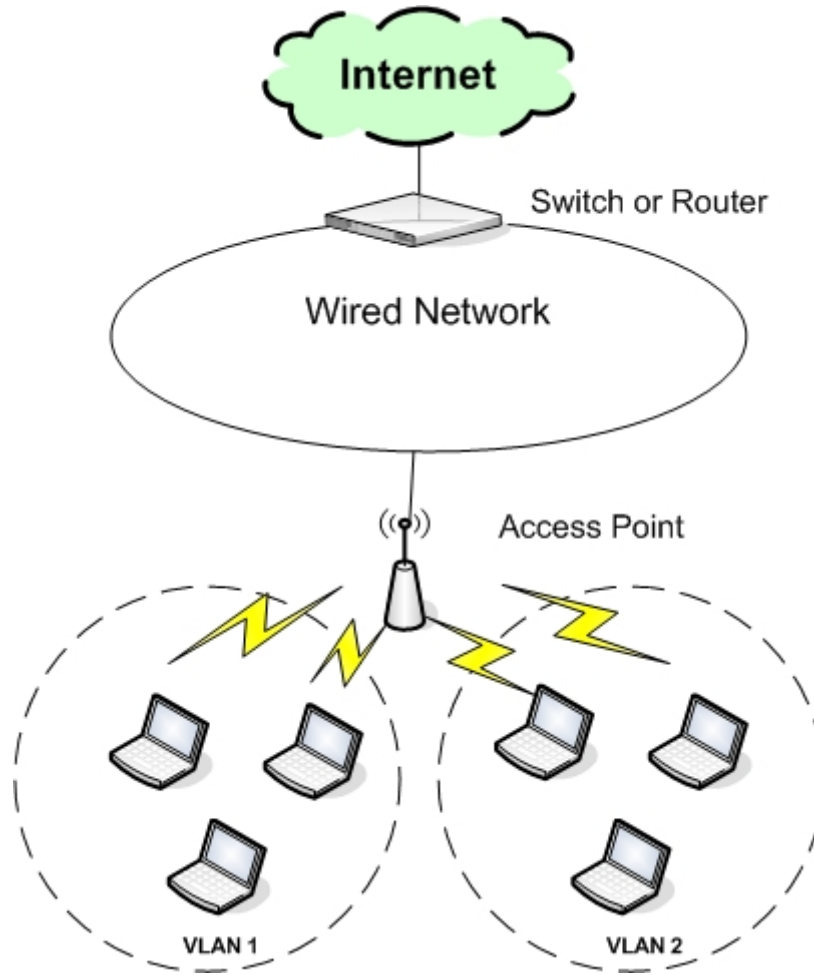 Internet
Switch or Router
Wired Network
Access Point
VLAN 1
VLAN 2